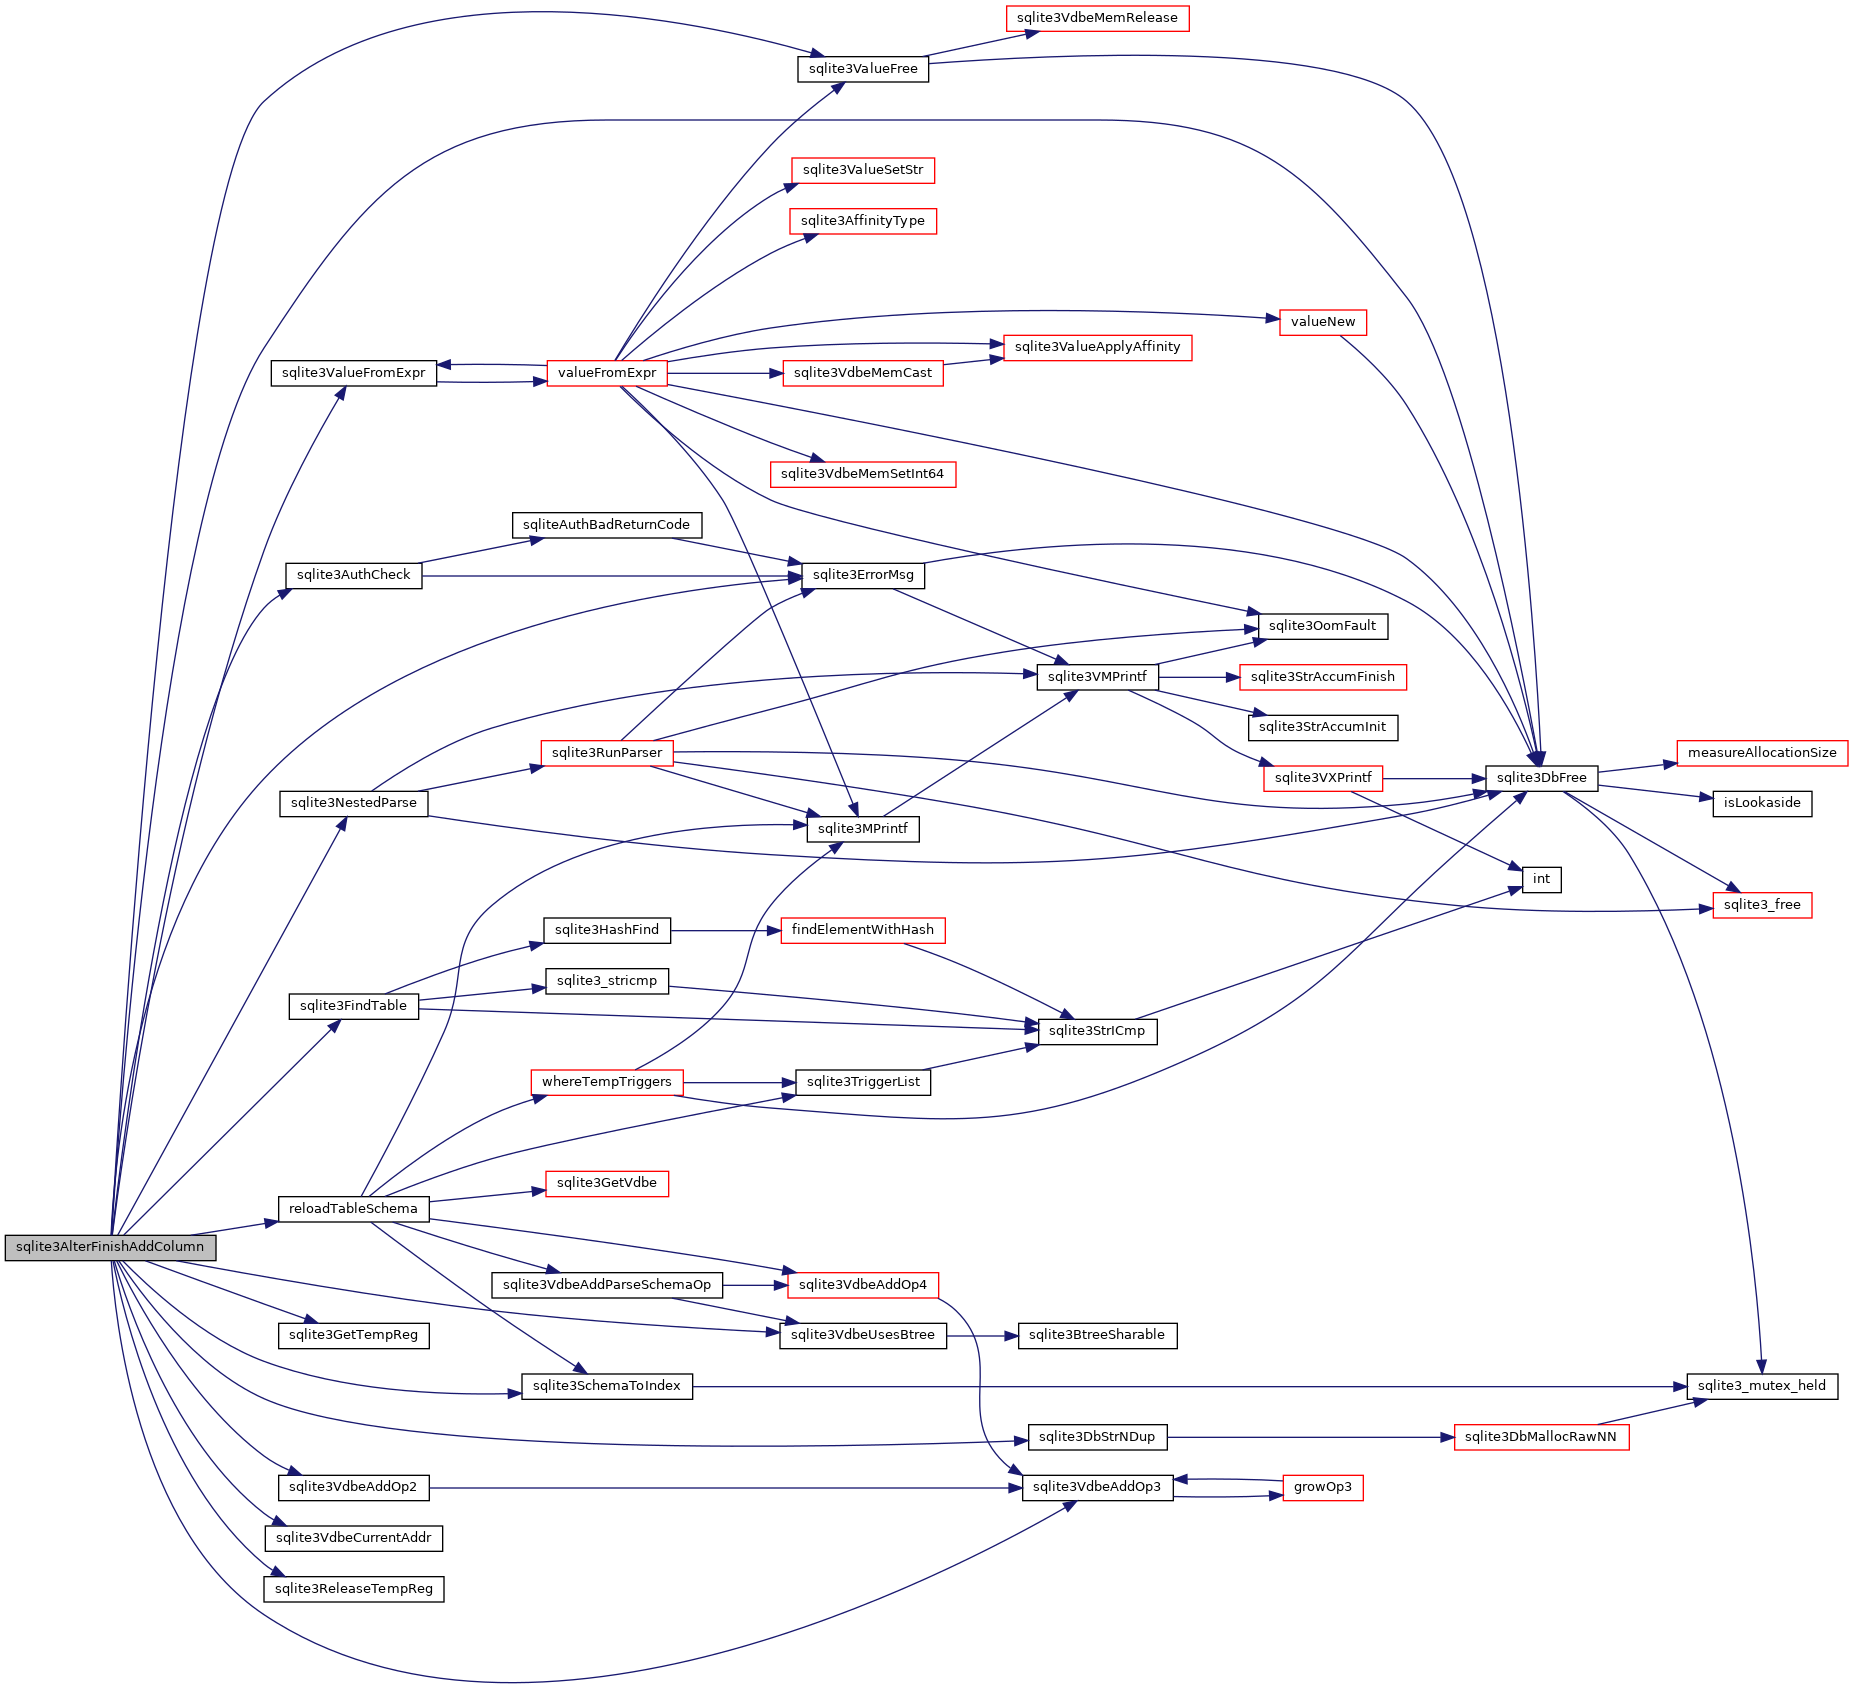 sqlite3VdbeMemRelease
sqlite3ValueFree
sqlite3ValueSetStr
sqlite3AffinityType
valueNew
sqlite3ValueApplyAffinity
sqlite3ValueFromExpr
valueFromExpr
sqlite3VdbeMemCast
sqlite3VdbeMemSetInt64
sqliteAuthBadReturnCode
sqlite3AuthCheck
sqlite3ErrorMsg
sqlite3OomFault
sqlite3VMPrintf
sqlite3StrAccumFinish
sqlite3StrAccumInit
sqlite3RunParser
sqlite3VXPrintf
sqlite3DbFree
measureAllocationSize
sqlite3NestedParse
isLookaside
sqlite3MPrintf
int
sqlite3_free
sqlite3HashFind
findElementWithHash
sqlite3_stricmp
sqlite3FindTable
sqlite3StrICmp
whereTempTriggers
sqlite3TriggerList
sqlite3GetVdbe
reloadTableSchema
sqlite3AlterFinishAddColumn
sqlite3VdbeAddParseSchemaOp
sqlite3VdbeAddOp4
sqlite3GetTempReg
sqlite3VdbeUsesBtree
sqlite3BtreeSharable
sqlite3SchemaToIndex
sqlite3_mutex_held
sqlite3DbStrNDup
sqlite3DbMallocRawNN
sqlite3VdbeAddOp2
sqlite3VdbeAddOp3
growOp3
sqlite3VdbeCurrentAddr
sqlite3ReleaseTempReg